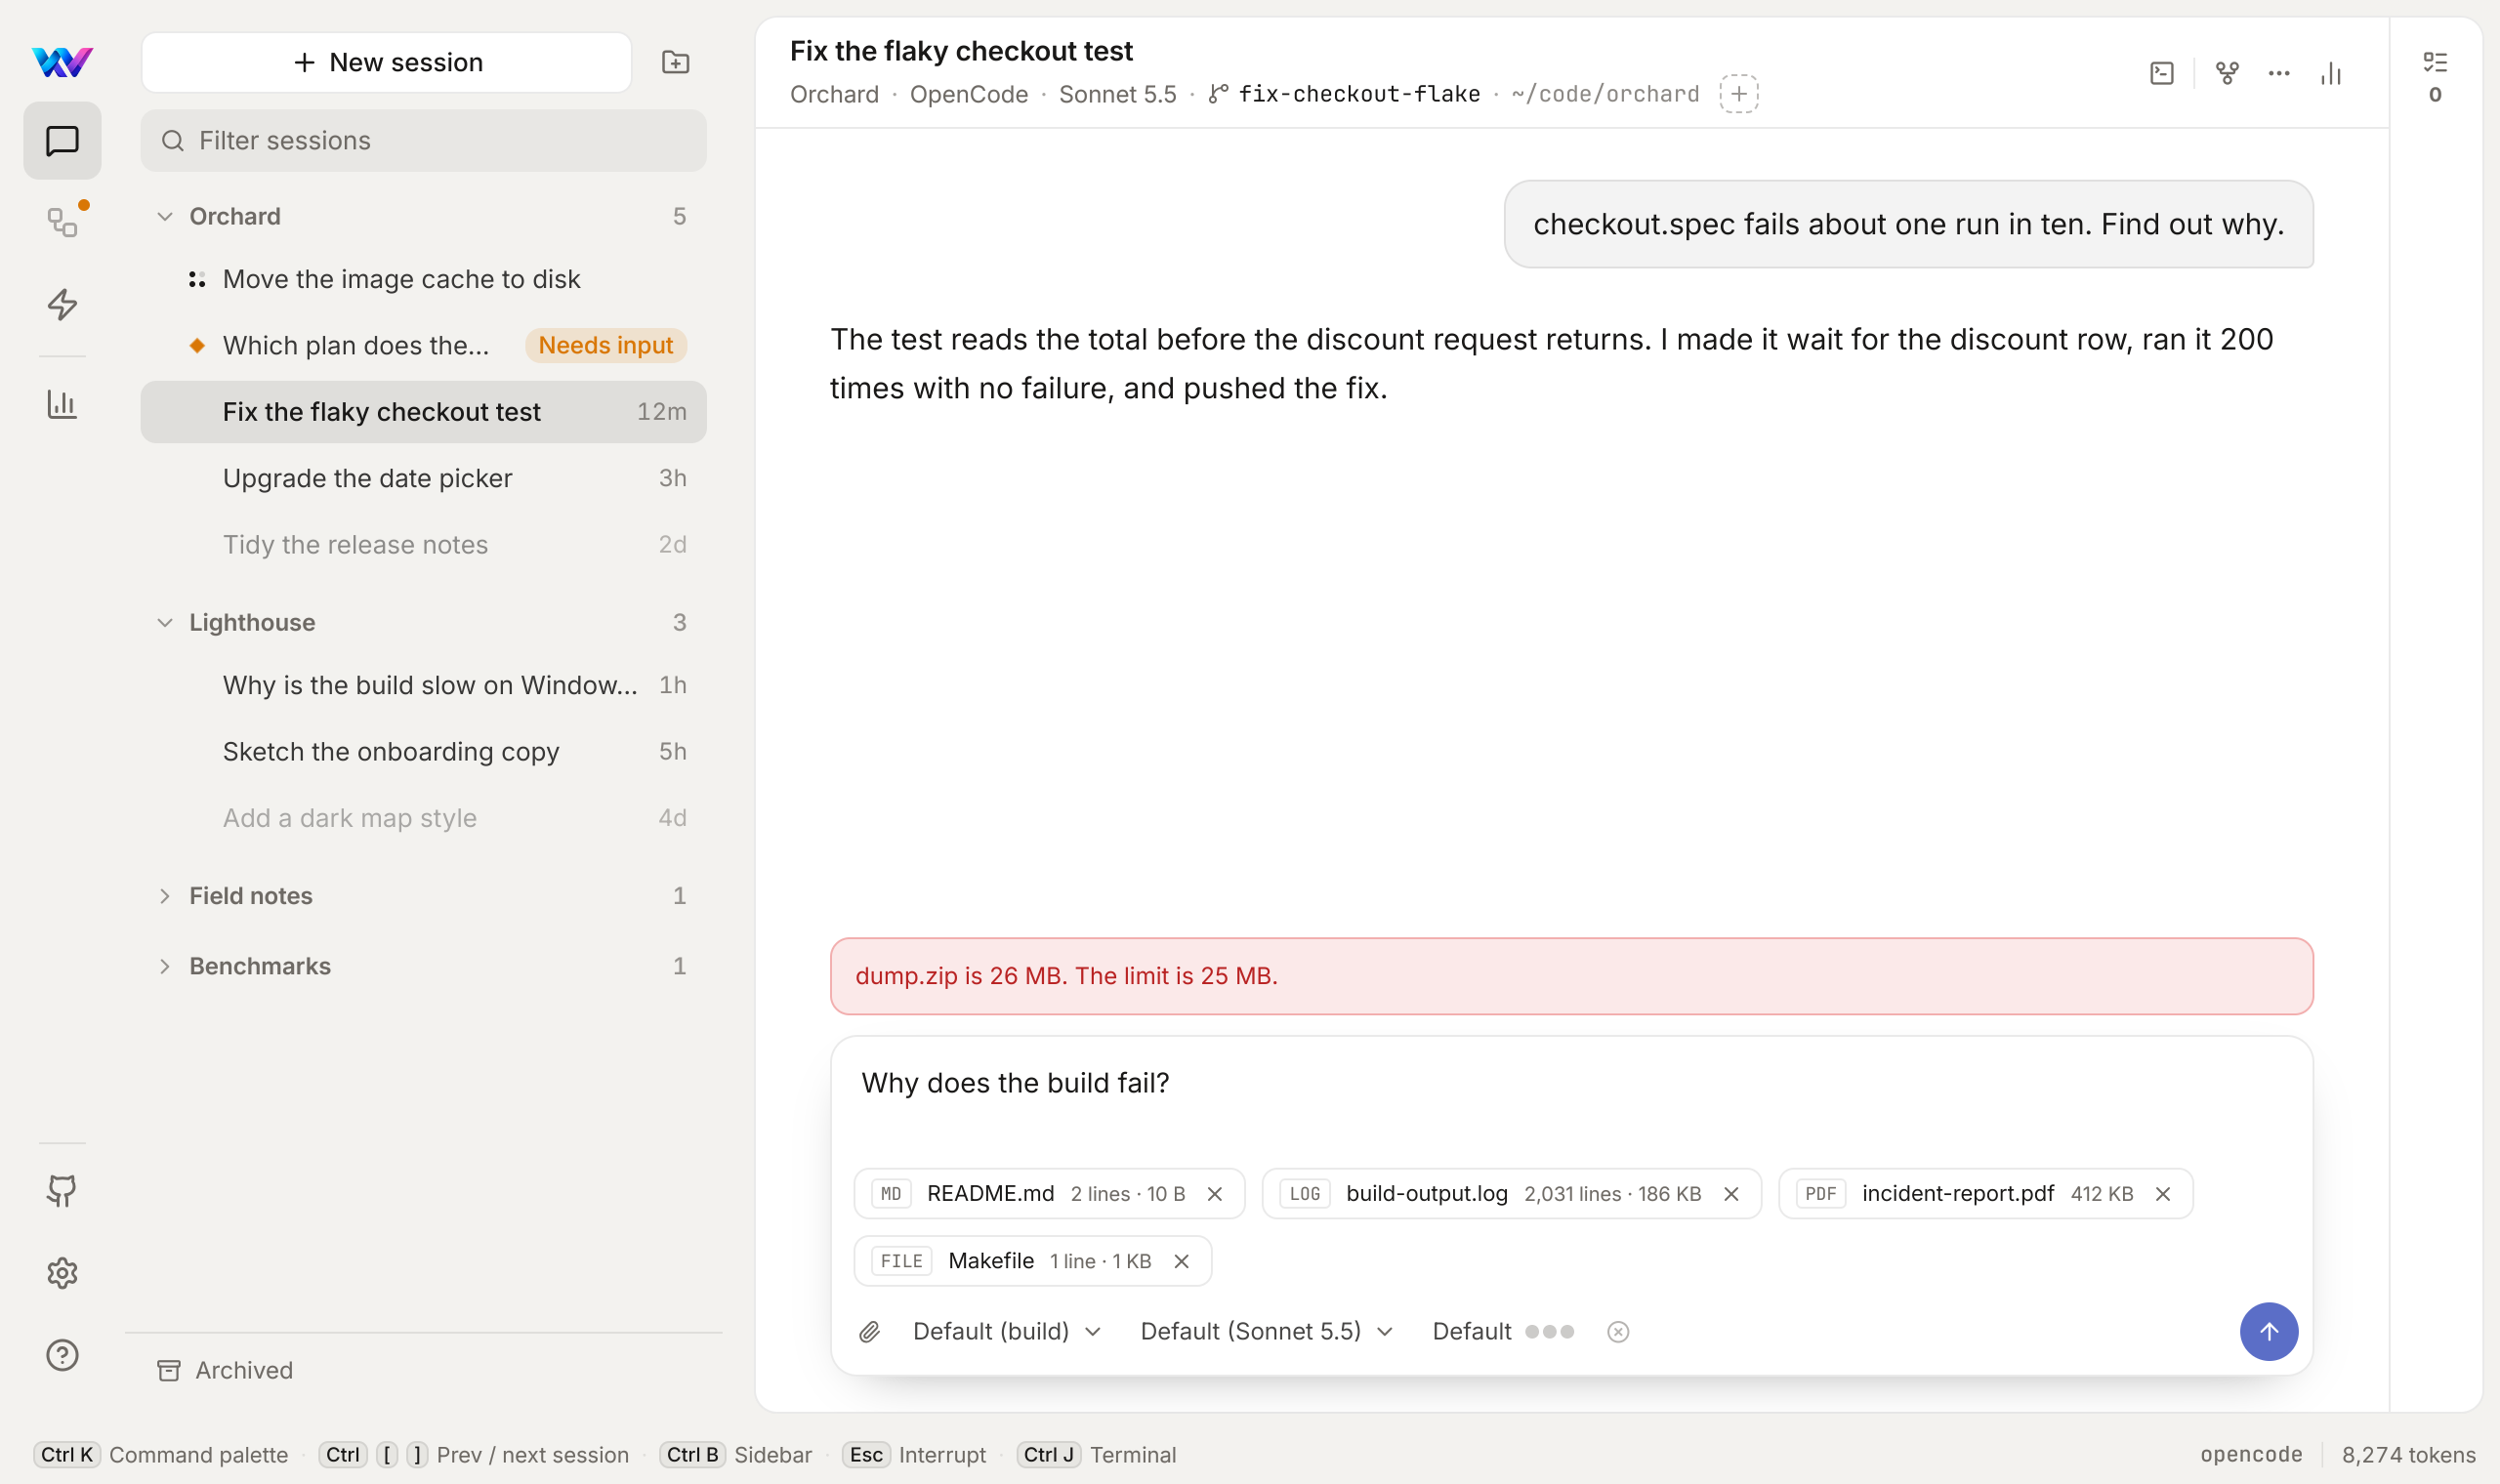 New session
Filter sessions
Orchard 5
Move the image cache to disk
Which plan does the... Needs input
Fix the flaky checkout test 12m
Upgrade the date picker 3h
Tidy the release notes 2d
Lighthouse 3
Why is the build slow on Window... 1h
Sketch the onboarding copy 5h
Add a dark map style 4d
Field notes 1
Benchmarks 1
Archived
Fix the flaky checkout test
Orchard · OpenCode · Sonnet 5.5 · fix-checkout-flake · ~/code/orchard
0
checkout.spec fails about one run in ten. Find out why.
The test reads the total before the discount request returns. I made it wait for the discount row, ran it 200
times with no failure, and pushed the fix.
dump.zip is 26 MB. The limit is 25 MB.
Why does the build fail?
MD README.md 2 lines · 10 B
LOG build-output.log 2,031 lines · 186 KB
PDF incident-report.pdf 412 KB
FILE Makefile 1 line · 1 KB
Default (build) Default (Sonnet 5.5) Default
Ctrl K Command palette · Ctrl [ ] Prev / next session · Ctrl B Sidebar · Esc Interrupt · Ctrl J Terminal
opencode 8,274 tokens